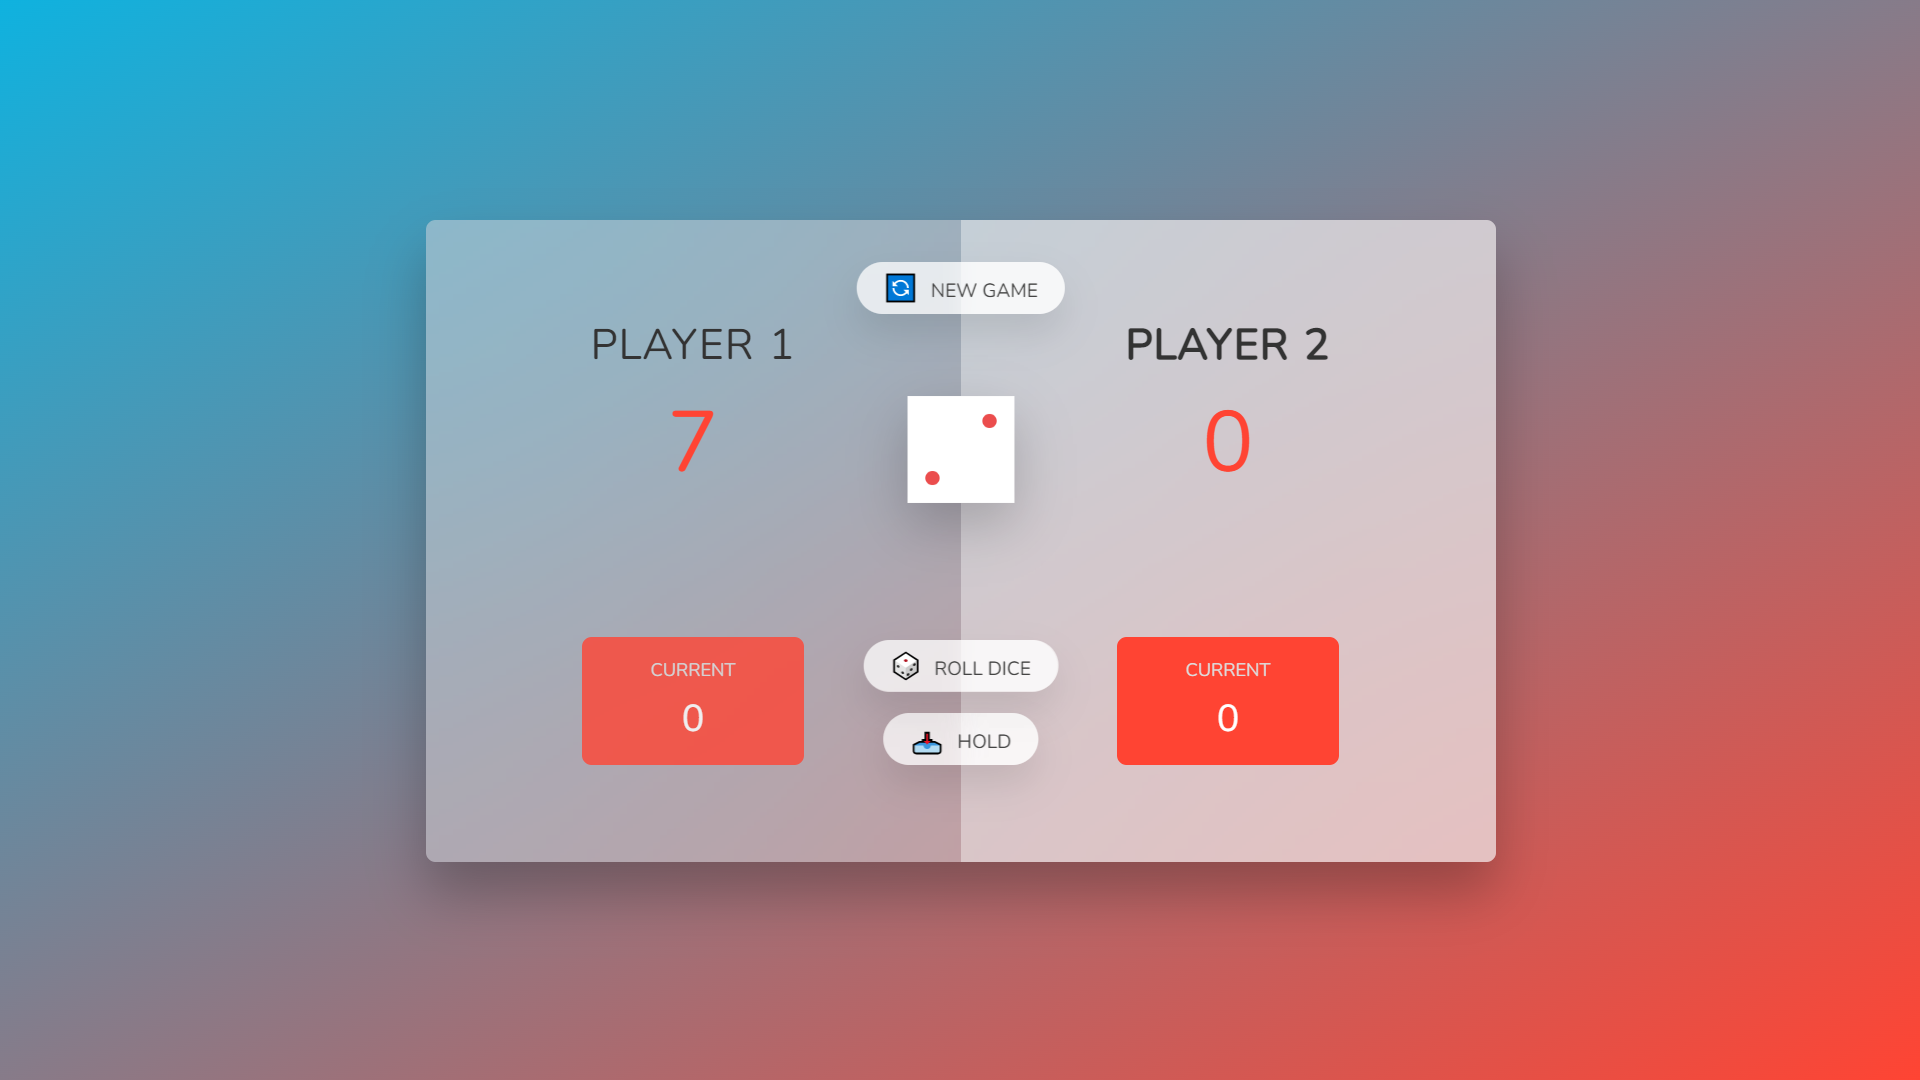 NEW GAME
PLAYER 1
7
PLAYER 2
0
CURRENT
0
ROLL DICE
HOLD
CURRENT
0